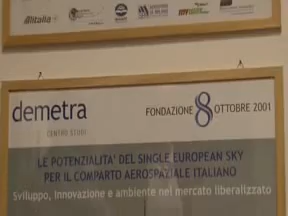 Alitalia
demetra
CENTRO STUDI
FONDAZIONE 8 OTTOBRE 2001
LE POTENZIALITA' DEL SINGLE EUROPEAN SKY
PER IL COMPARTO AEROSPAZIALE ITALIANO
Sviluppo, innovazione e ambiente nel mercato liberalizzato